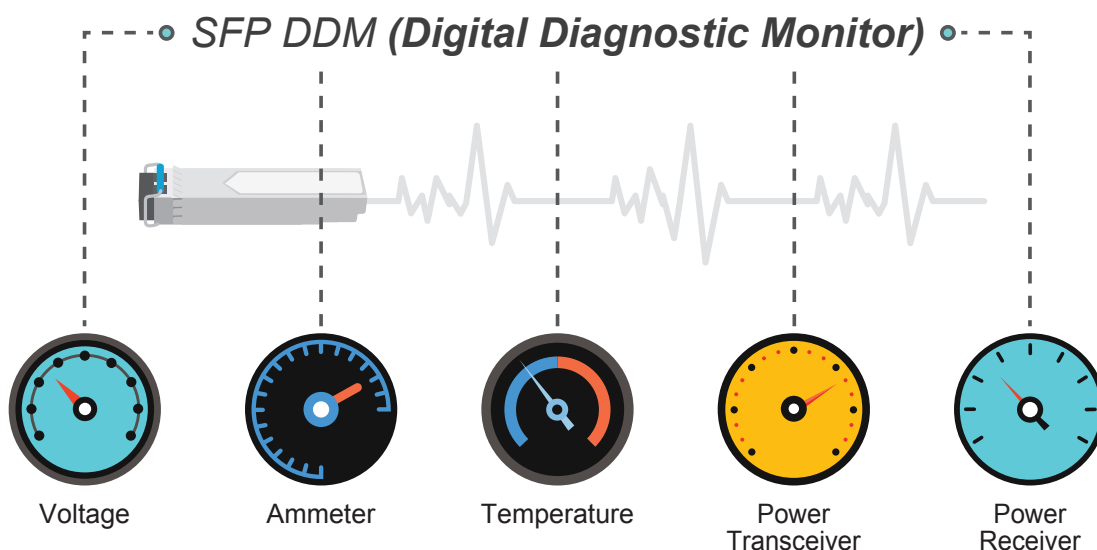 SFP DDM (Digital Diagnostic Monitor)
Voltage
Ammeter
Temperature
Power
Transceiver
Power
Receiver